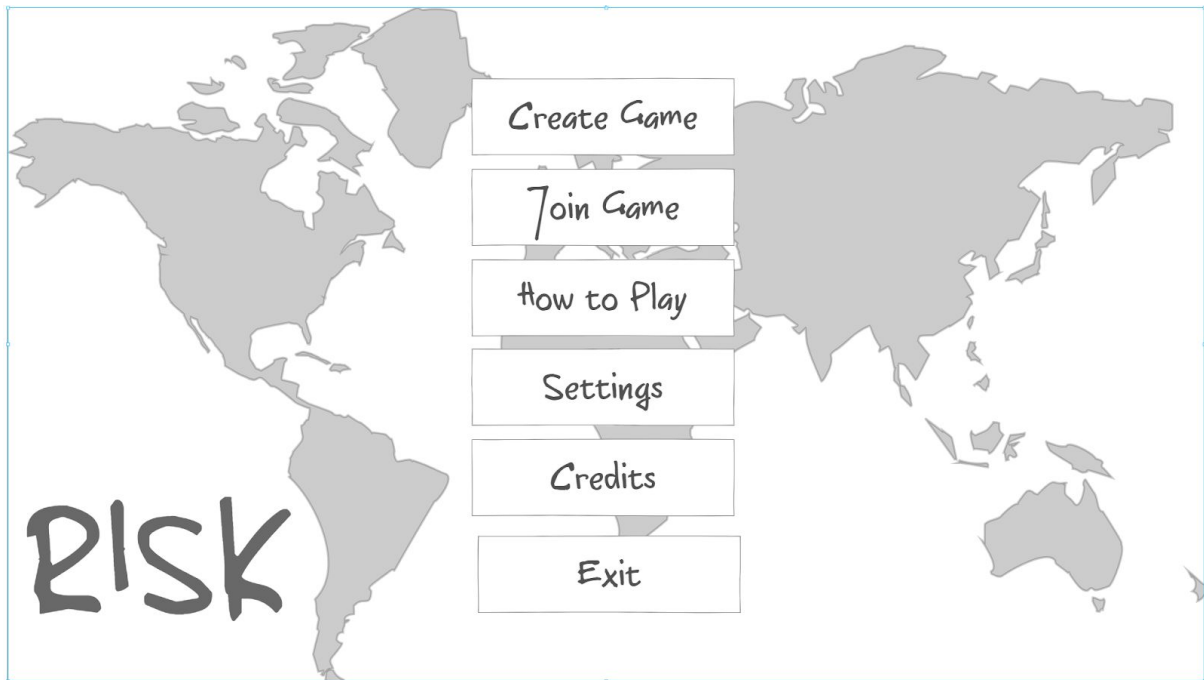 Create Game
Join Game
How to Play
Settings
Credits
Exit
RISK